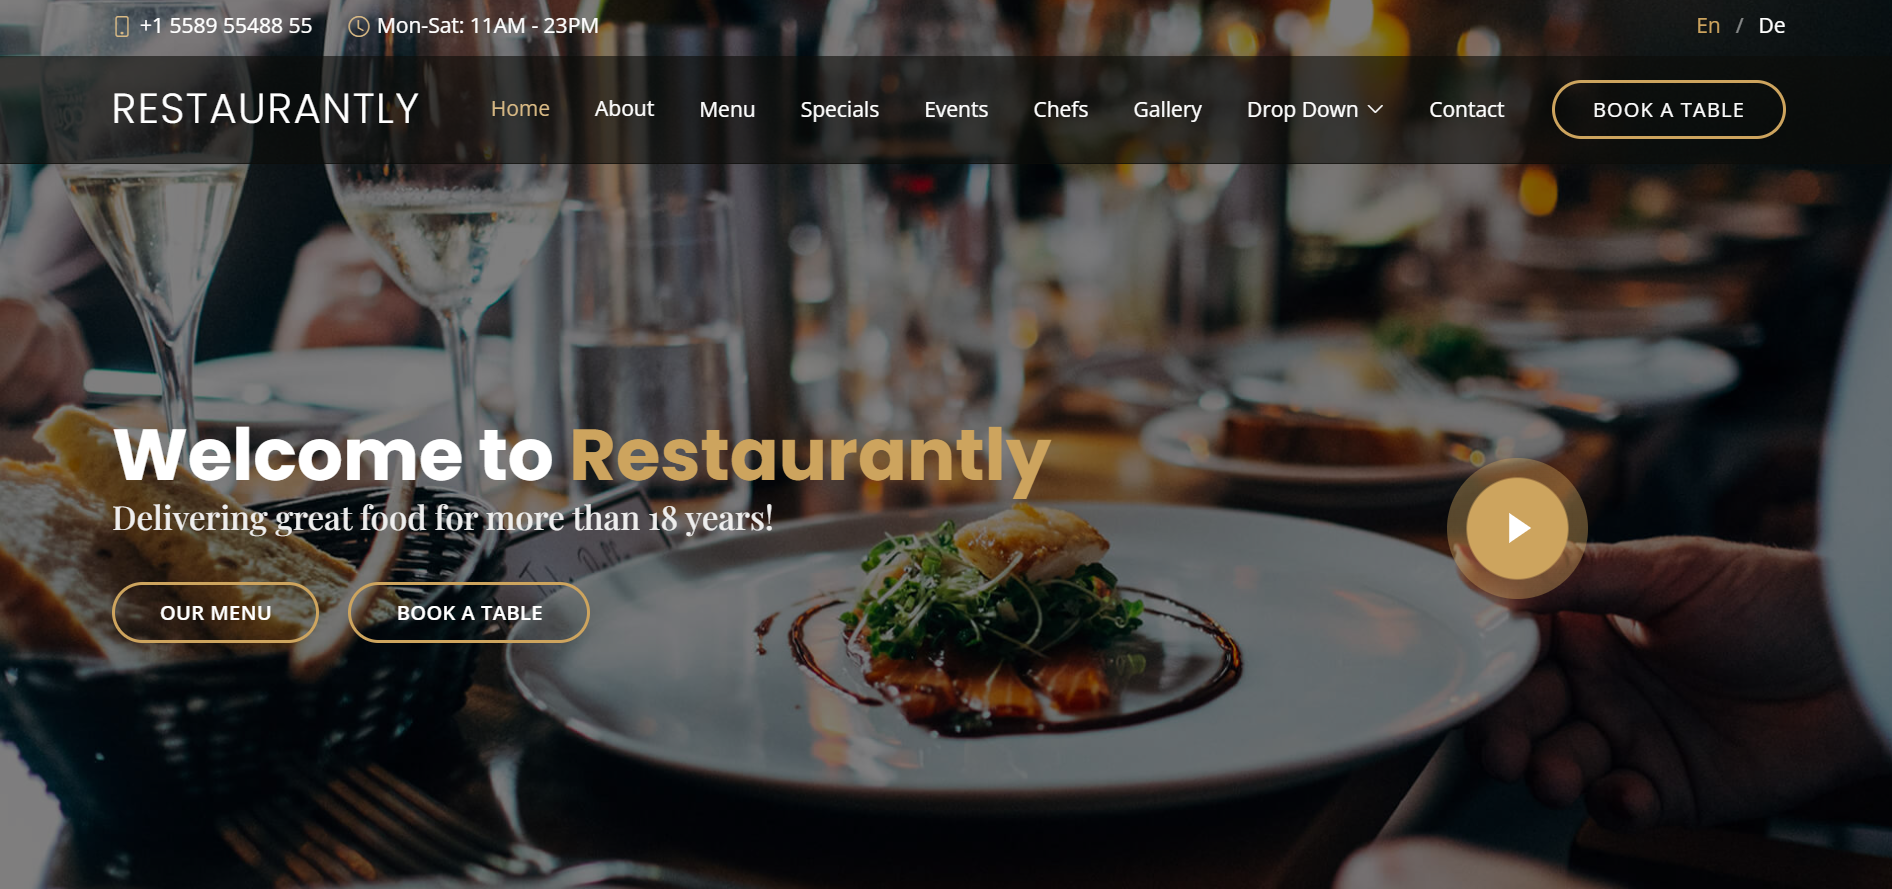 +1 5589 55488 55 Mon-Sat: 11AM - 23PM En / De
RESTAURANTLY Home About Menu Specials Events Chefs Gallery Drop Down Contact BOOK A TABLE
Welcome to Restaurantly
Delivering great food for more than 18 years!
OUR MENU BOOK A TABLE